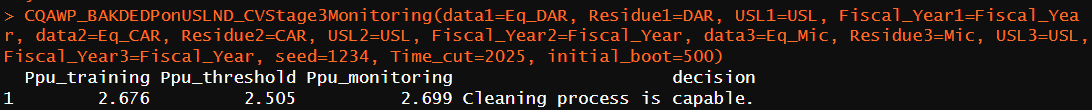 > CQAWP_BAKDEDPonUSLND_CVStage3Monitoring(data1=Eq_DAR, Residue1=DAR, USL1=USL, Fiscal_Year1=Fiscal_Yea
r, data2=Eq_CAR, Residue2=CAR, USL2=USL, Fiscal_Year2=Fiscal_Year, data3=Eq_Mic, Residue3=Mic, USL3=USL,
Fiscal_Year3=Fiscal_Year, seed=1234, Time_cut=2025, initial_boot=500)
  Ppu_training Ppu_threshold Ppu_monitoring                     decision
1        2.676         2.505          2.699 Cleaning process is capable.